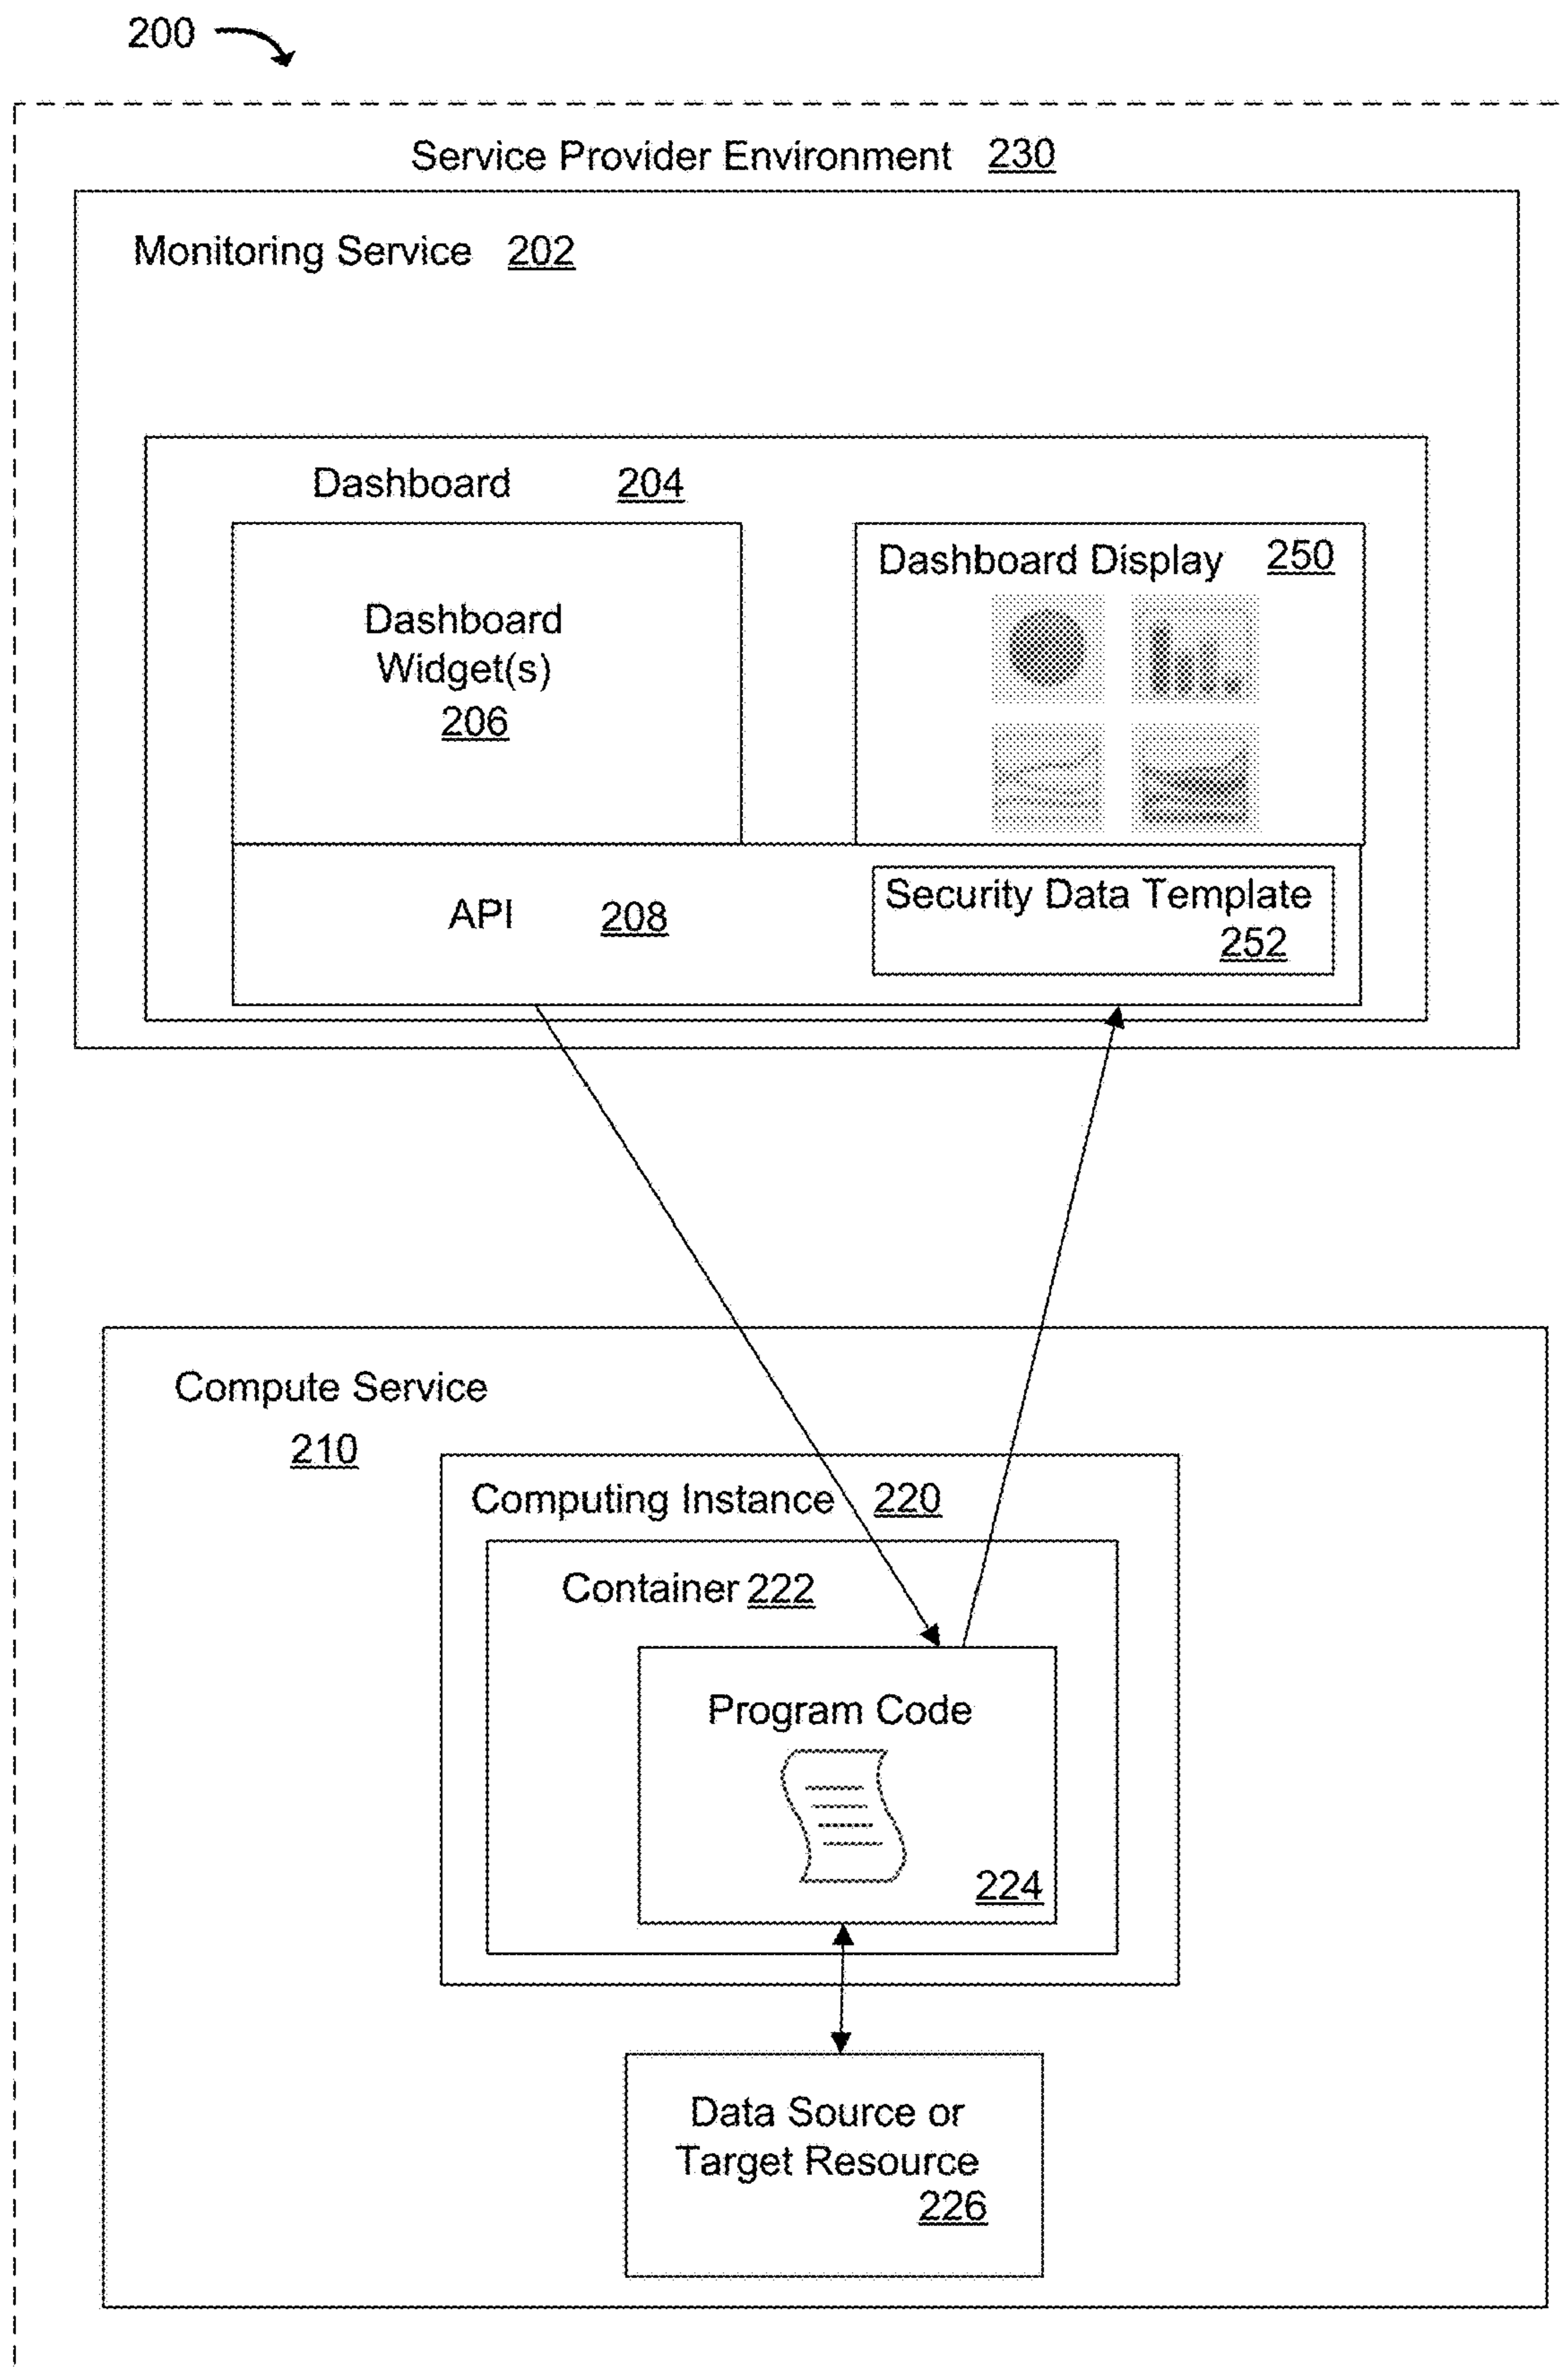 200
Service Provider Environment 230
Monitoring Service 202
Dashboard 204
Dashboard
Widget(s)
206
Dashboard Display 250
API 208
Security Data Template
252
Compute Service
210
Computing Instance 220
Container 222
Program Code
224
Data Source or
Target Resource
226